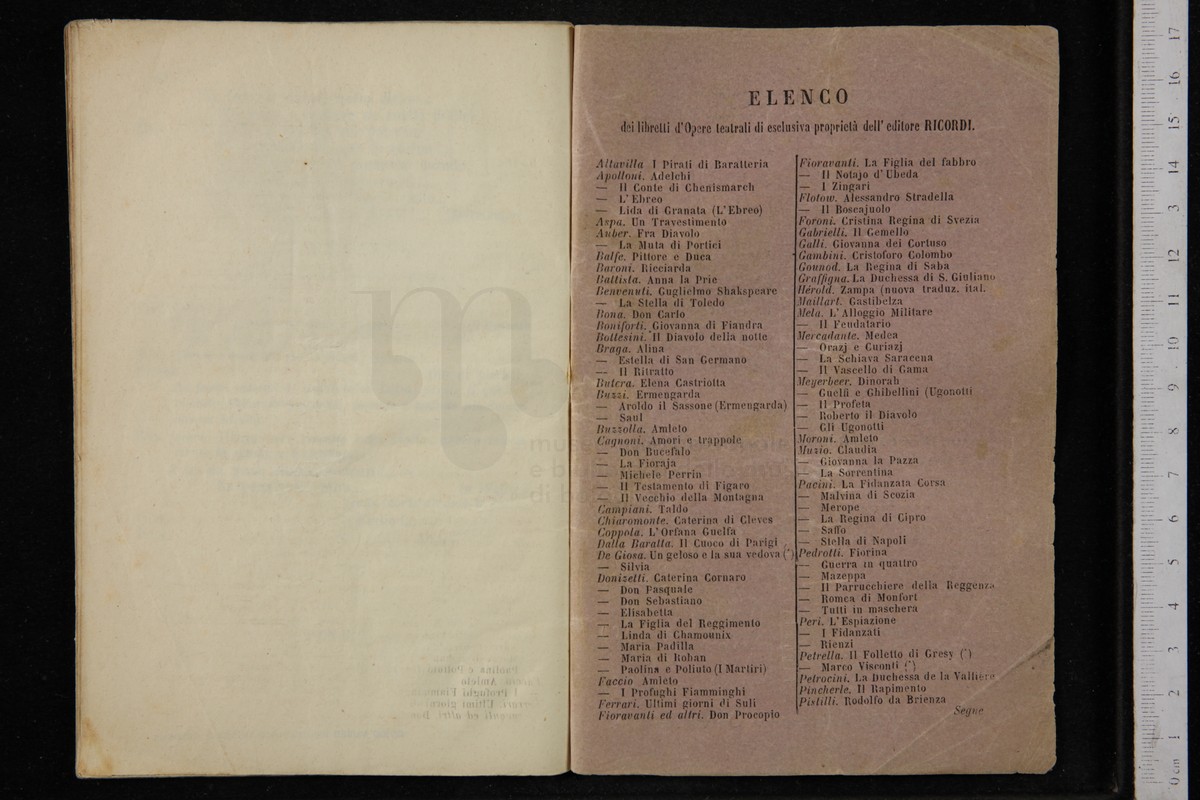 ELENCO
dei libretti d'Opere teatrali di esclusiva proprietà dell'editore RICORDI.
Altavilla I Pirati di Baratteria
Apolloni. Adelchi
— Il Conte di Chenismarch
— L'Ebreo
— Lida di Granata (L'Ebreo)
Aspa. Un Travestimento
Auber. Fra Diavolo
— La Muta di Portici
Balfe. Pittore e Duca
Baroni. Ricciarda
Battista. Anna la Prie
Benvenuti. Guglielmo Shakspeare
— La Stella di Toledo
Bona. Don Carlo
Boniforti. Giovanna di Fiandra
Bottesini. Il Diavolo della notte
Braga. Alina
— Estella di San Germano
— Il Ritratto
Butera. Elena Castriotta
Buzzi. Ermengarda
— Aroldo il Sassone (Ermengarda)
— Saul
Buzzolla. Amleto
Cagnoni. Amori e trappole
— Don Bucefalo
— La Fioraja
— Michele Perrin
— Il Testamento di Figaro
— Il Vecchio della Montagna
Campiani. Taldo
Chiaromonte. Caterina di Cleves
Coppola. L'Orfana Guelfa
Dalla Baratta. Il Cuoco di Parigi
De Giosa. Un geloso e la sua vedova (*)
— Silvia
Donizetti. Caterina Cornaro
— Don Pasquale
— Don Sebastiano
— Elisabetta
— La Figlia del Reggimento
— Linda di Chamounix
— Maria Padilla
— Maria di Rohan
— Paolina e Poliuto (I Martiri)
Faccio Amleto
— I Profughi Fiamminghi
Ferrari. Ultimi giorni di Suli
Fioravanti ed altri. Don Procopio
Fioravanti. La Figlia del fabbro
— Il Notajo d'Ubeda
— I Zingari
Flotow. Alessandro Stradella
— Il Boscajuolo
Foroni. Cristina Regina di Svezia
Gabrielli. Il Gemello
Galli. Giovanna dei Cortuso
Gambini. Cristoforo Colombo
Gounod. La Regina di Saba
Graffigna. La Duchessa di S. Giuliano
Hérold. Zampa (nuova traduz. ital.
Maillart. Gastibelza
Mela. L'Alloggio Militare
— Il Feudatario
Mercadante. Medea
— Orazj e Curiazj
— La Schiava Saracena
— Il Vascello di Gama
Meyerbeer. Dinorah
— Guelfi e Ghibellini (Ugonotti
— Il Profeta
— Roberto il Diavolo
— Gli Ugonotti
Moroni. Amleto
Muzio. Claudia
— Giovanna la Pazza
— La Sorrentina
Pacini. La Fidanzata Corsa
— Malvina di Scozia
— Merope
— La Regina di Cipro
— Saffo
— Stella di Napoli
Pedrotti. Fiorina
— Guerra in quattro
— Mazeppa
— Il Parrucchiere della Reggenza
— Romea di Monfort
— Tutti in maschera
Peri. L'Espiazione
— I Fidanzati
— Rienzi
Petrella. Il Folletto di Gresy (*)
— Marco Visconti (*)
Petrocini. La Duchessa de la Vallière
Pincherle. Il Rapimento
Pistilli. Rodolfo da Brienza
Segue